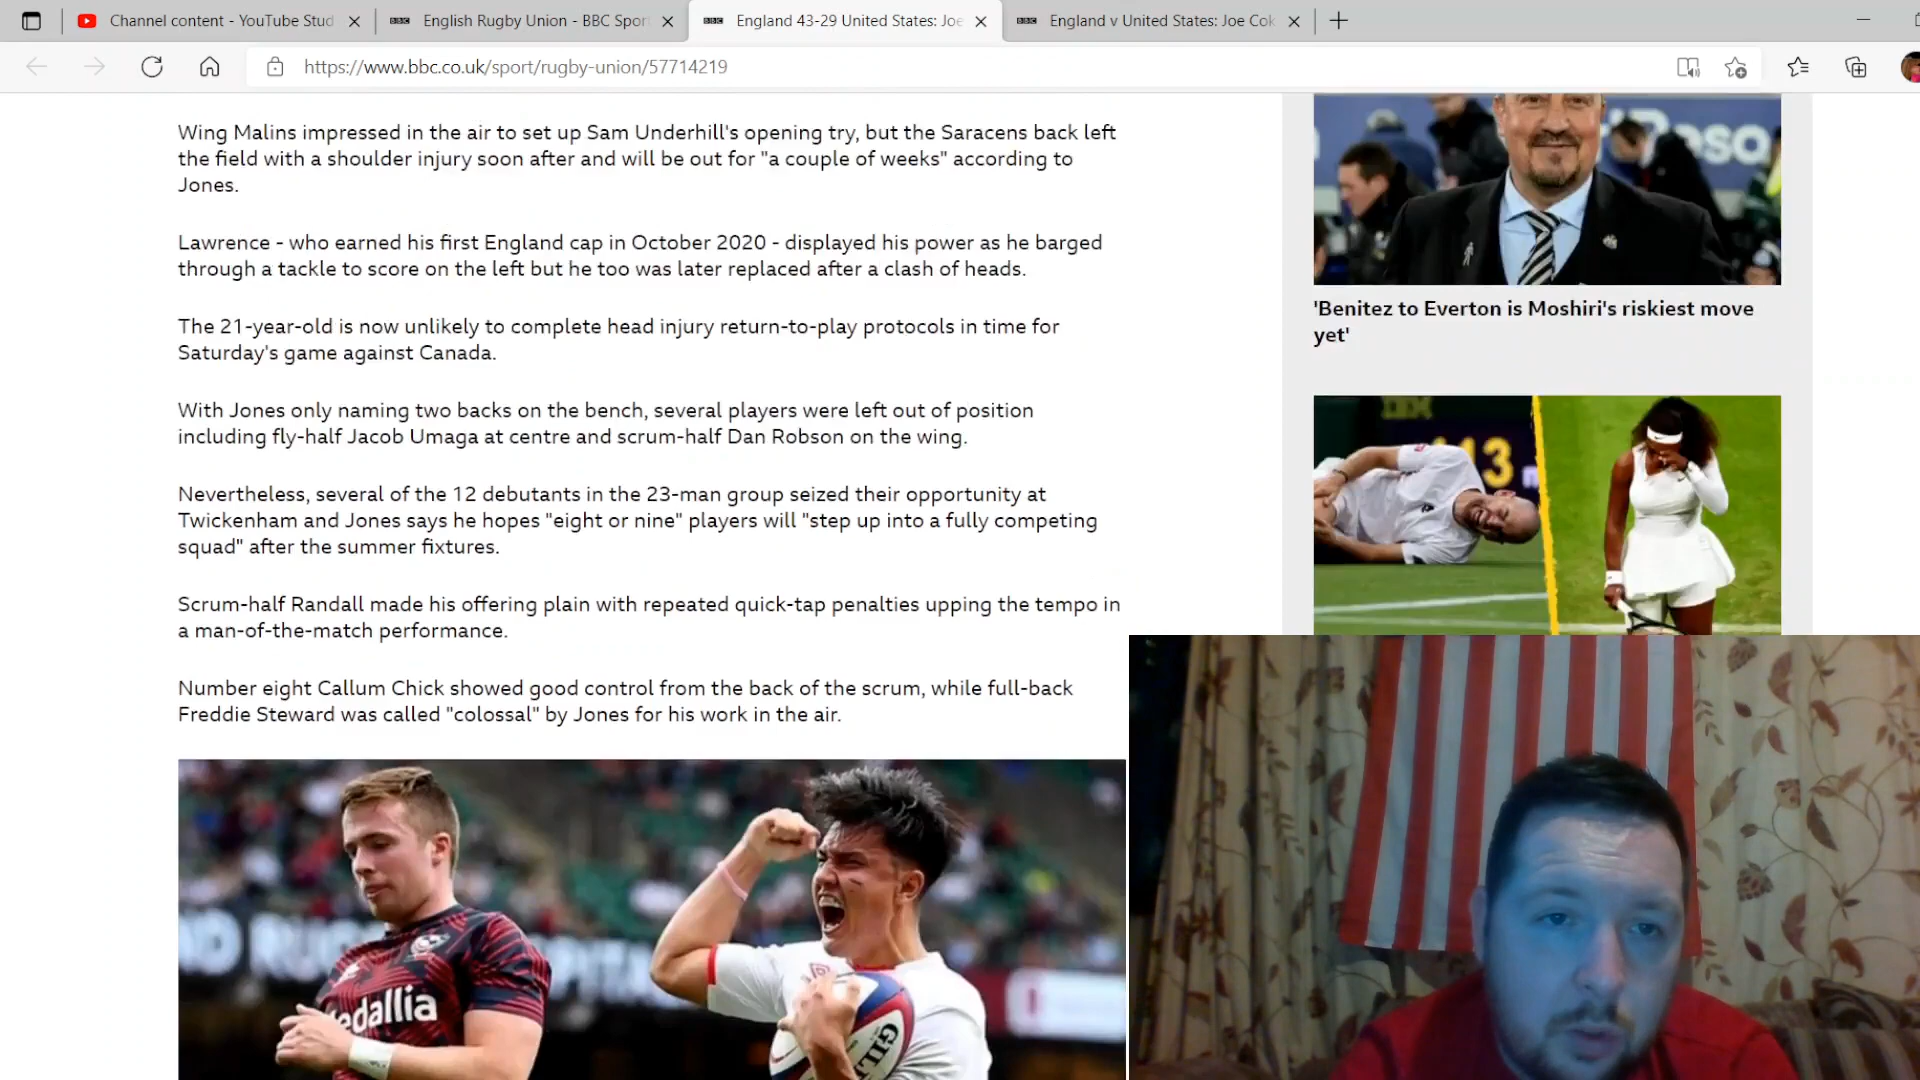 Channel content - YouTube Stud
English Rugby Union - BBC Spor
England 43-29 United States: Joe
England v United States: Joe Cok
https://www.bbc.co.uk/sport/rugby-union/57714219
Wing Malins impressed in the air to set up Sam Underhill's opening try, but the Saracens back left
the field with a shoulder injury soon after and will be out for "a couple of weeks" according to
Jones.
Lawrence - who earned his first England cap in October 2020 - displayed his power as he barged
through a tackle to score on the left but he too was later replaced after a clash of heads.
The 21-year-old is now unlikely to complete head injury return-to-play protocols in time for
Saturday's game against Canada.
With Jones only naming two backs on the bench, several players were left out of position
including fly-half Jacob Umaga at centre and scrum-half Dan Robson on the wing.
Nevertheless, several of the 12 debutants in the 23-man group seized their opportunity at
Twickenham and Jones says he hopes "eight or nine" players will "step up into a fully competing
squad" after the summer fixtures.
Scrum-half Randall made his offering plain with repeated quick-tap penalties upping the tempo in
a man-of-the-match performance.
Number eight Callum Chick showed good control from the back of the scrum, while full-back
Freddie Steward was called "colossal" by Jones for his work in the air.
'Benitez to Everton is Moshiri's riskiest move
yet'
IBM
13
medallia